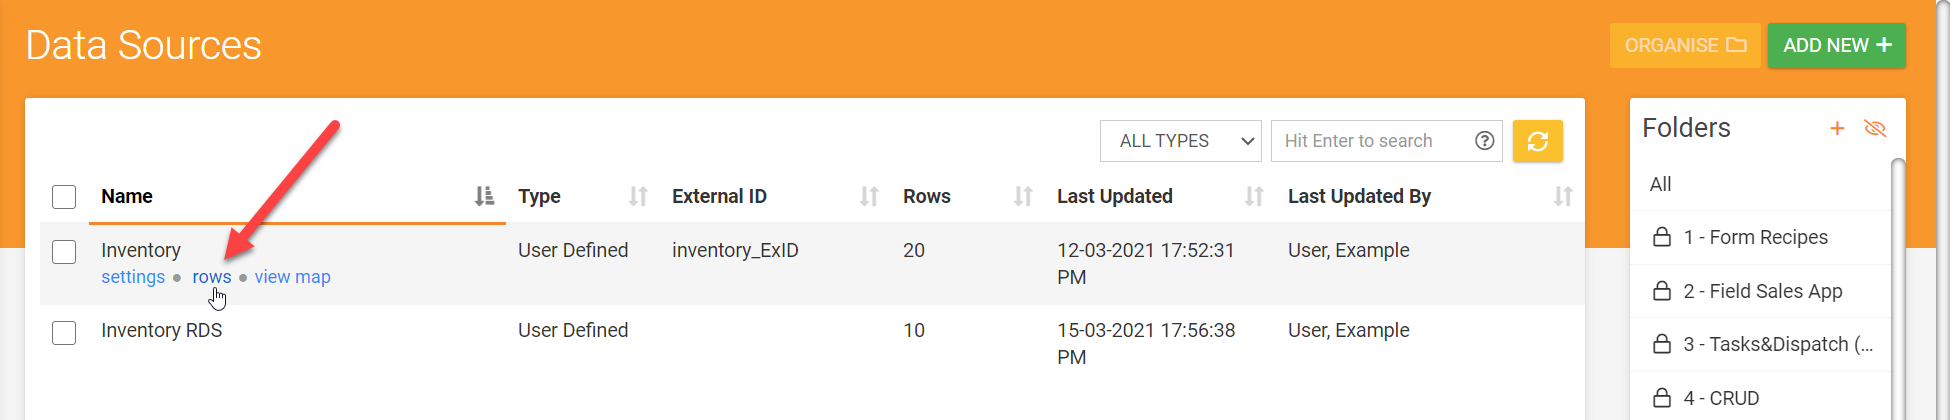 Data Sources
ORGANISE
ADD NEW +
ALL TYPES
Hit Enter to search
Name Type External ID Rows Last Updated Last Updated By
Inventory User Defined inventory_ExID 20 12-03-2021 17:52:31 PM User, Example
settings • rows • view map
Inventory RDS User Defined 10 15-03-2021 17:56:38 PM User, Example
Folders
All
1 - Form Recipes
2 - Field Sales App
3 - Tasks&Dispatch (...
4 - CRUD